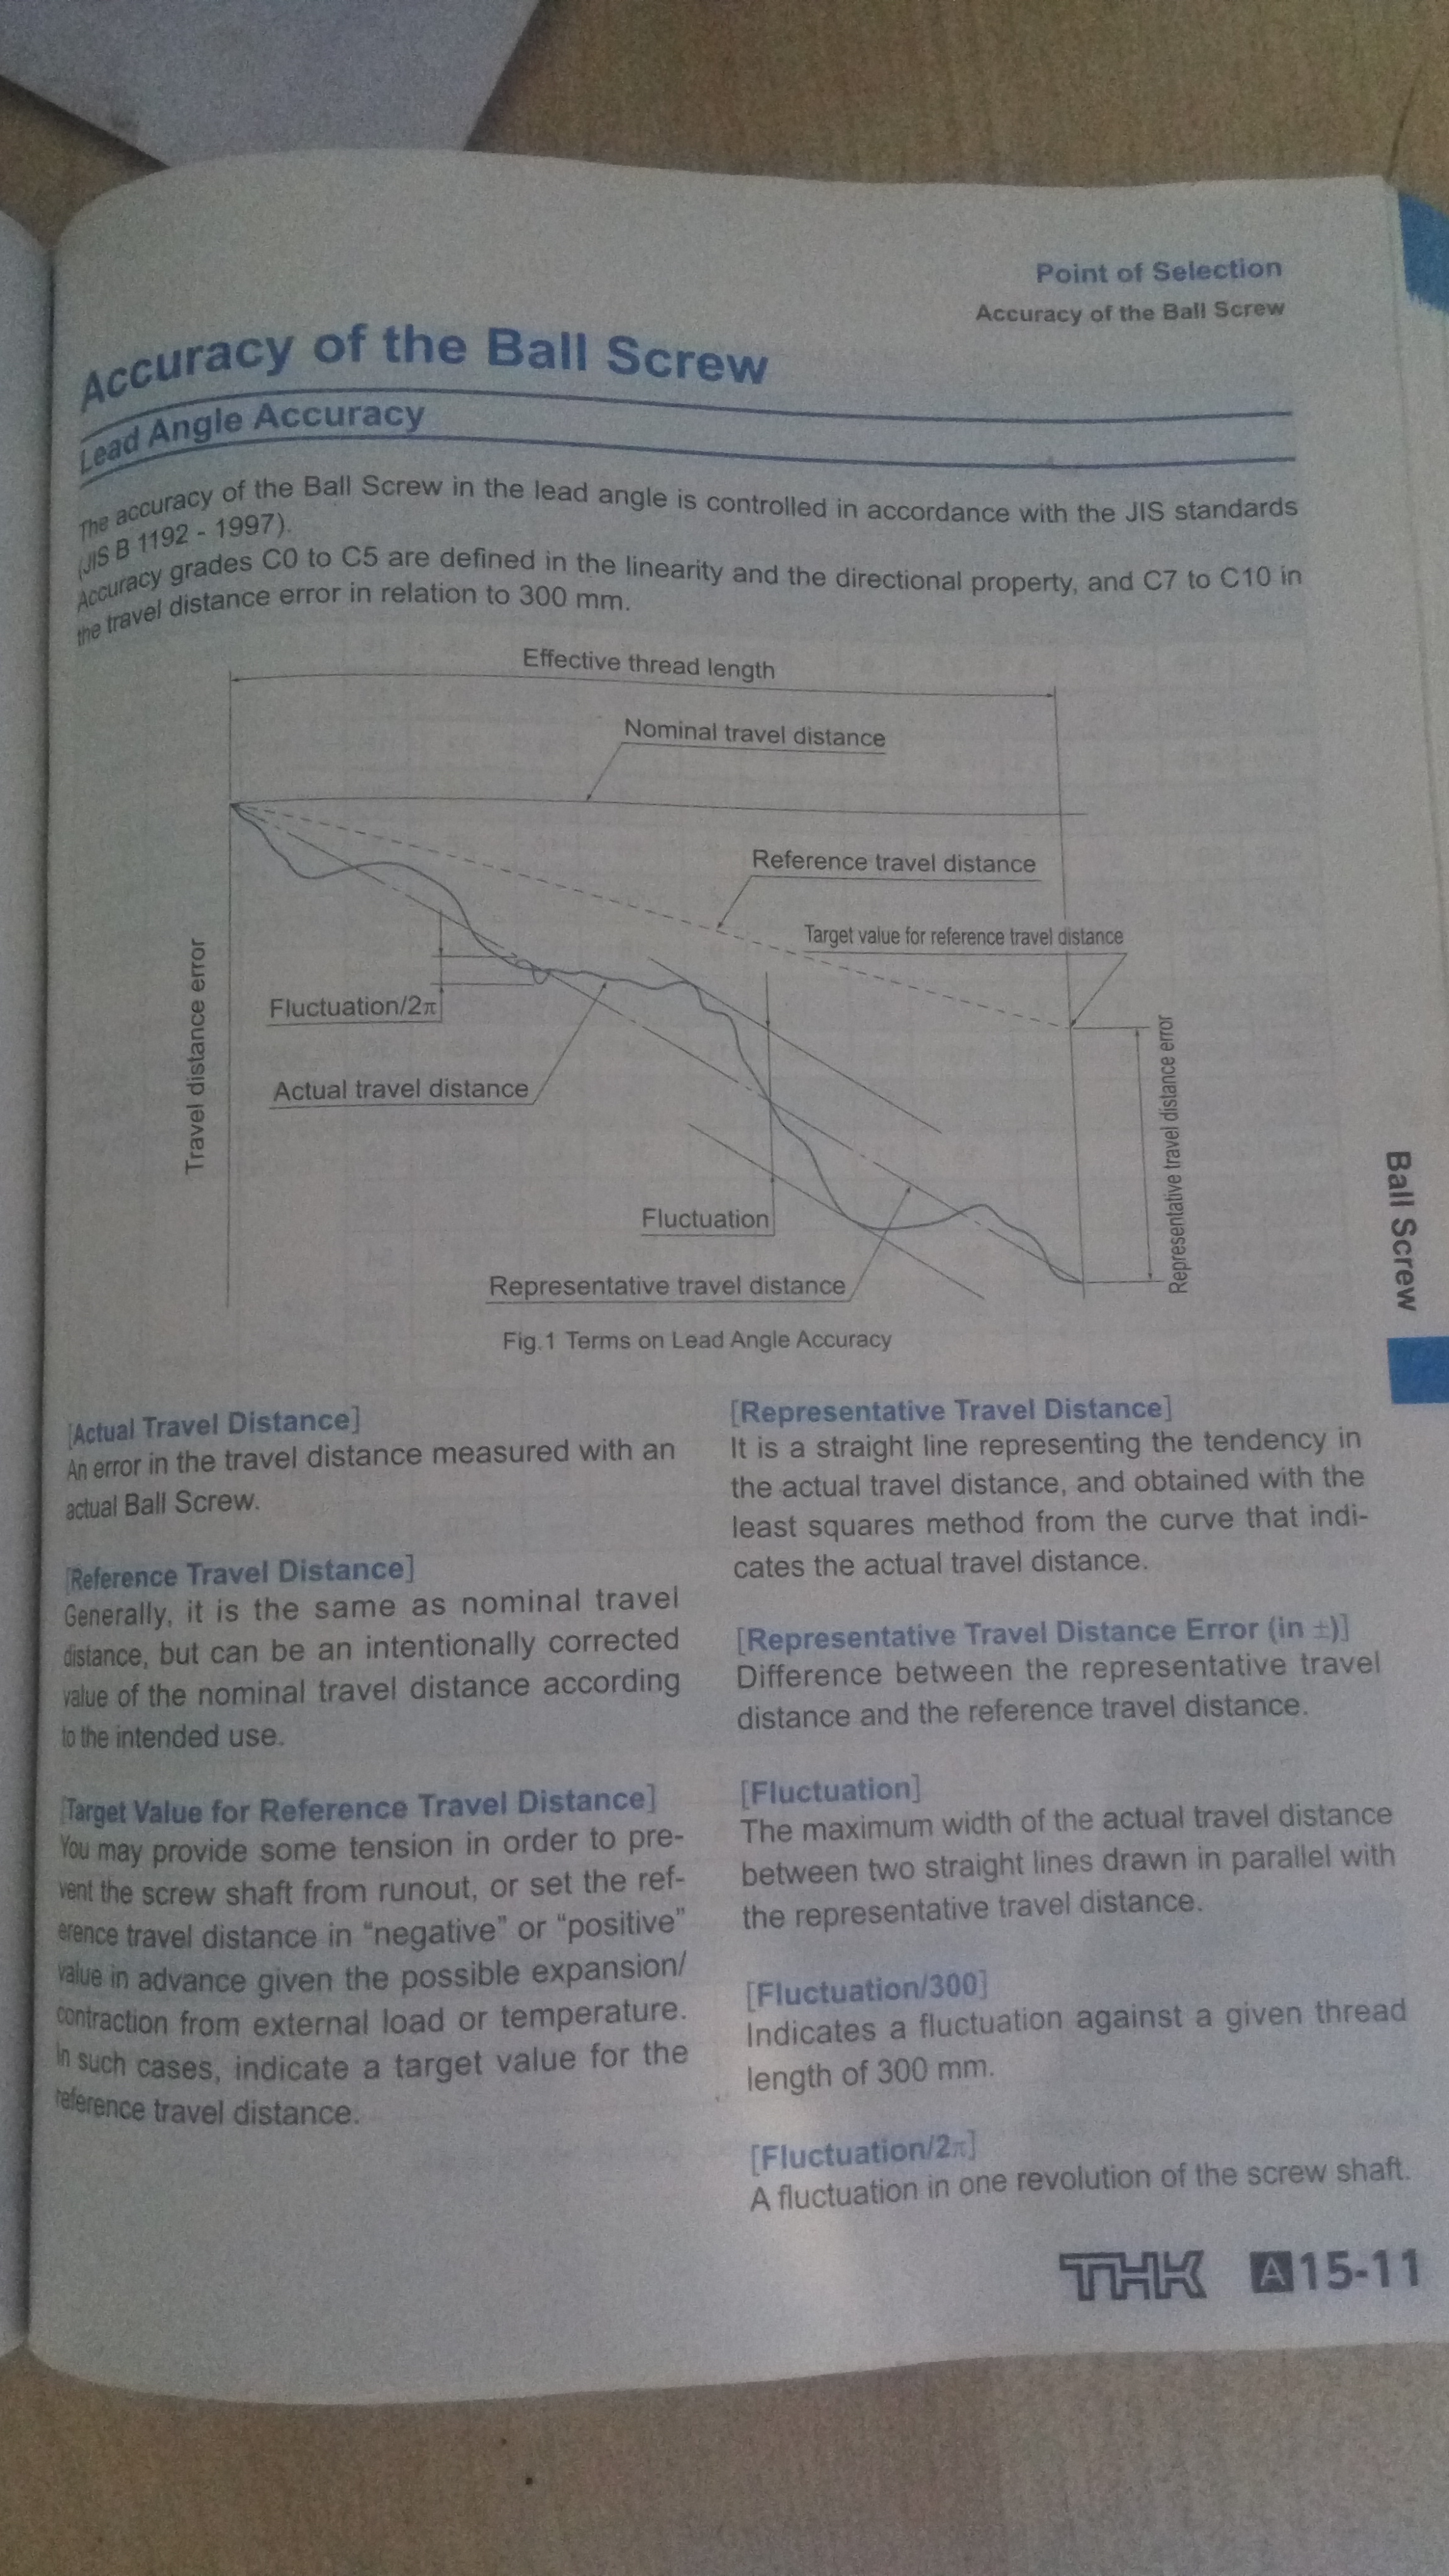 Point of Selection
Accuracy of the Ball Screw
Accuracy of the Ball Screw
Lead Angle Accuracy
The accuracy of the Ball Screw in the lead angle is controlled in accordance with the JIS standards
(JIS B 1192 - 1997).
Accuracy grades C0 to C5 are defined in the linearity and the directional property, and C7 to C10 in
the travel distance error in relation to 300 mm.
Effective thread length
Nominal travel distance
Reference travel distance
Target value for reference travel distance
Travel distance error
Fluctuation/2π
Actual travel distance
Representative travel distance error
Fluctuation
Representative travel distance
Fig.1 Terms on Lead Angle Accuracy
Ball Screw
[Actual Travel Distance]
An error in the travel distance measured with an
actual Ball Screw.
[Reference Travel Distance]
Generally, it is the same as nominal travel
distance, but can be an intentionally corrected
value of the nominal travel distance according
to the intended use.
[Target Value for Reference Travel Distance]
You may provide some tension in order to pre-
vent the screw shaft from runout, or set the ref-
erence travel distance in “negative” or “positive”
value in advance given the possible expansion/
contraction from external load or temperature.
In such cases, indicate a target value for the
reference travel distance.
[Representative Travel Distance]
It is a straight line representing the tendency in
the actual travel distance, and obtained with the
least squares method from the curve that indi-
cates the actual travel distance.
[Representative Travel Distance Error (in ±)]
Difference between the representative travel
distance and the reference travel distance.
[Fluctuation]
The maximum width of the actual travel distance
between two straight lines drawn in parallel with
the representative travel distance.
[Fluctuation/300]
Indicates a fluctuation against a given thread
length of 300 mm.
[Fluctuation/2π]
A fluctuation in one revolution of the screw shaft.
THK A15-11